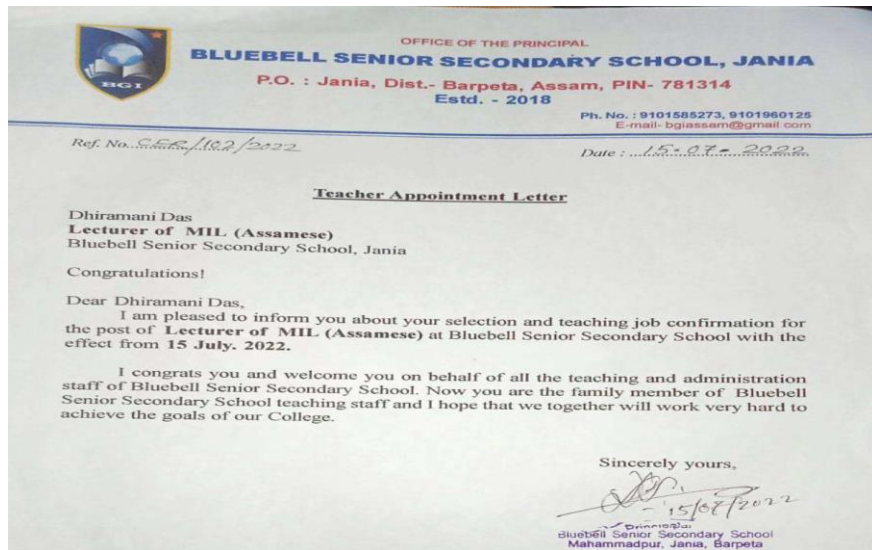 OFFICE OF THE PRINCIPAL
BLUEBELL SENIOR SECONDARY SCHOOL, JANIA
P.O. : Jania, Dist.- Barpeta, Assam, PIN- 781314
Estd. - 2018
BGI
Ph. No. : 9101585273, 9101960125
E-mail- bgiassam@gmail.com
Ref. No. /102/2022
Date : 15-07-2022
Teacher Appointment Letter
Dhiramani Das
Lecturer of MIL (Assamese)
Bluebell Senior Secondary School, Jania
Congratulations!
Dear Dhiramani Das,
I am pleased to inform you about your selection and teaching job confirmation for
the post of Lecturer of MIL (Assamese) at Bluebell Senior Secondary School with the
effect from 15 July. 2022.
I congrats you and welcome you on behalf of all the teaching and administration
staff of Bluebell Senior Secondary School. Now you are the family member of Bluebell
Senior Secondary School teaching staff and I hope that we together will work very hard to
achieve the goals of our College.
Sincerely yours,
15/07/2022
Principal
Bluebell Senior Secondary School
Mahammadpur, Jania, Barpeta